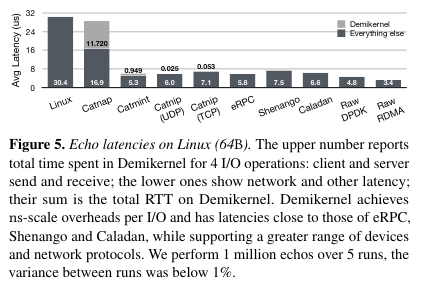 Avg Latency (us)
32
24
16
8
0
Demikernel
Everything else
11.720
0.949
0.025
0.053
30.4
16.9
5.3
6.0
7.1
5.8
7.5
6.6
4.8
3.4
Linux
Catnap
Catmint
Catnip
(UDP)
Catnip
(TCP)
eRPC
Shenango
Caladan
Raw
DPDK
Raw
RDMA
Figure 5. Echo latencies on Linux (64B). The upper number reports
total time spent in Demikernel for 4 I/O operations: client and server
send and receive; the lower ones show network and other latency;
their sum is the total RTT on Demikernel. Demikernel achieves
ns-scale overheads per I/O and has latencies close to those of eRPC,
Shenango and Caladan, while supporting a greater range of devices
and network protocols. We perform 1 million echos over 5 runs, the
variance between runs was below 1%.